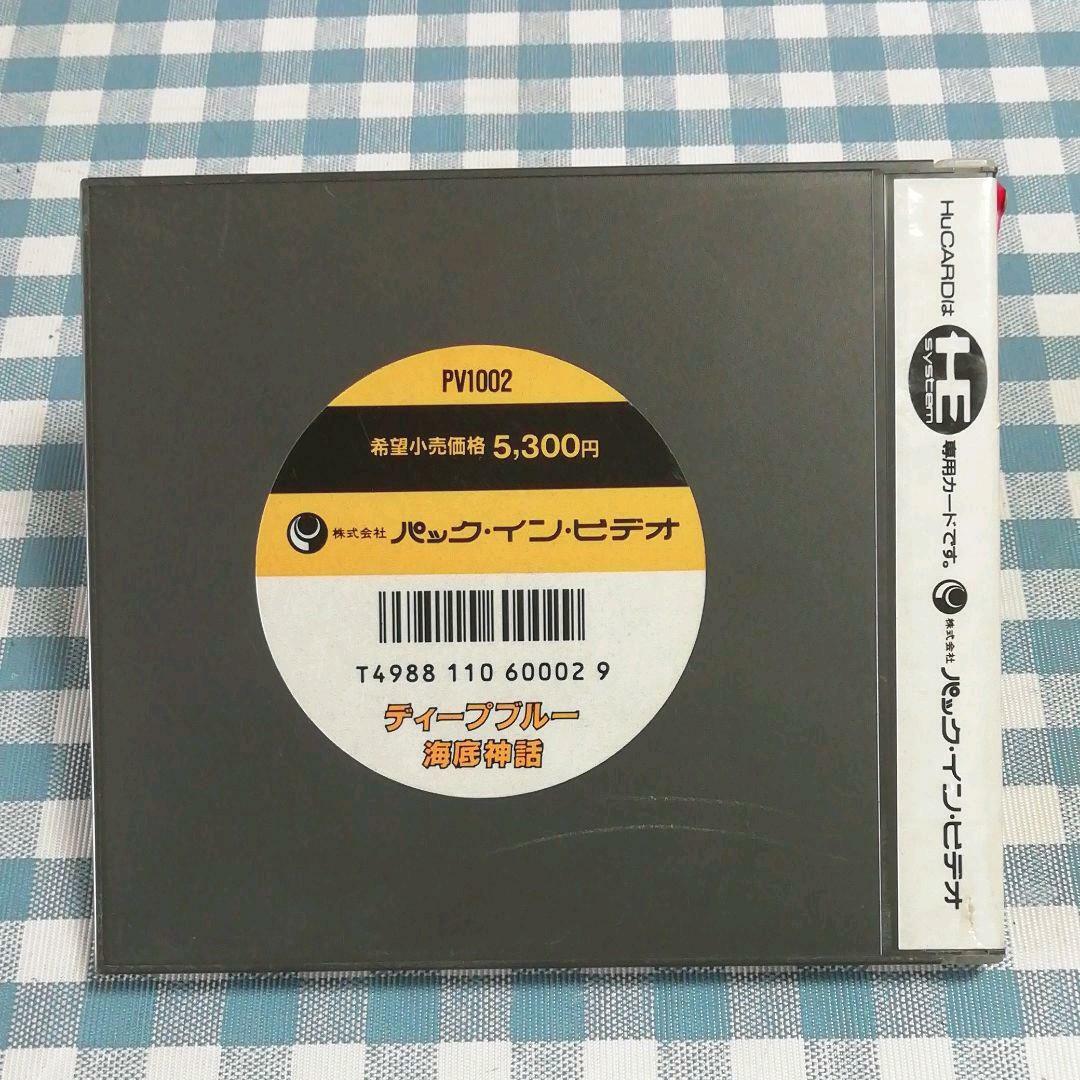 PV1002
希望小売価格 5,300円
株式会社 パック・イン・ビデオ
T4988 110 60002 9
ディープブルー
海底神話
HuCARDは HE system 専用カードです。 株式会社 パック・イン・ビデオ